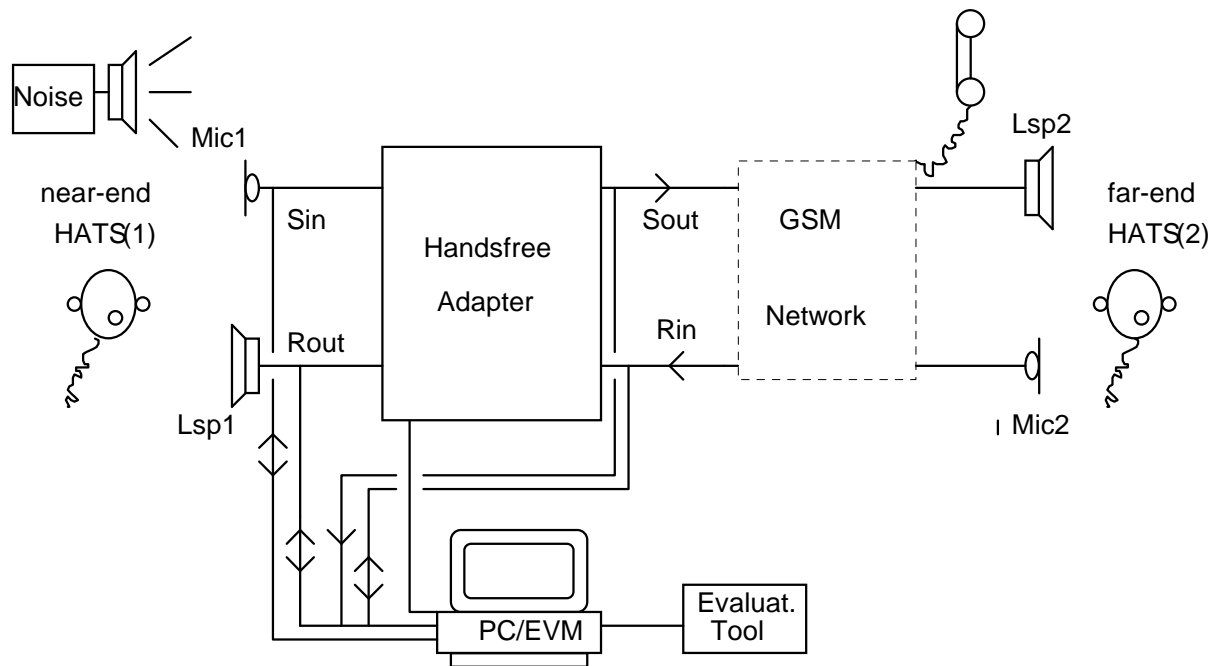 Noise
Mic1
Lsp2
near-end
HATS(1)
far-end
HATS(2)
Sin
Sout
GSM
Handsfree
Adapter
Rout
Rin
Network
Lsp1
Mic2
PC/EVM
Evaluat.
Tool